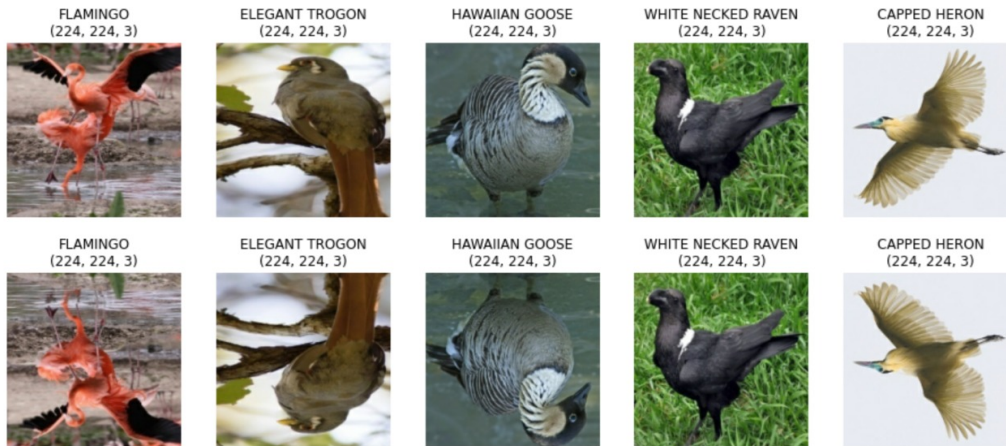 FLAMINGO
(224, 224, 3)
ELEGANT TROGON
(224, 224, 3)
HAWAIIAN GOOSE
(224, 224, 3)
WHITE NECKED RAVEN
(224, 224, 3)
CAPPED HERON
(224, 224, 3)
FLAMINGO
(224, 224, 3)
ELEGANT TROGON
(224, 224, 3)
HAWAIIAN GOOSE
(224, 224, 3)
WHITE NECKED RAVEN
(224, 224, 3)
CAPPED HERON
(224, 224, 3)